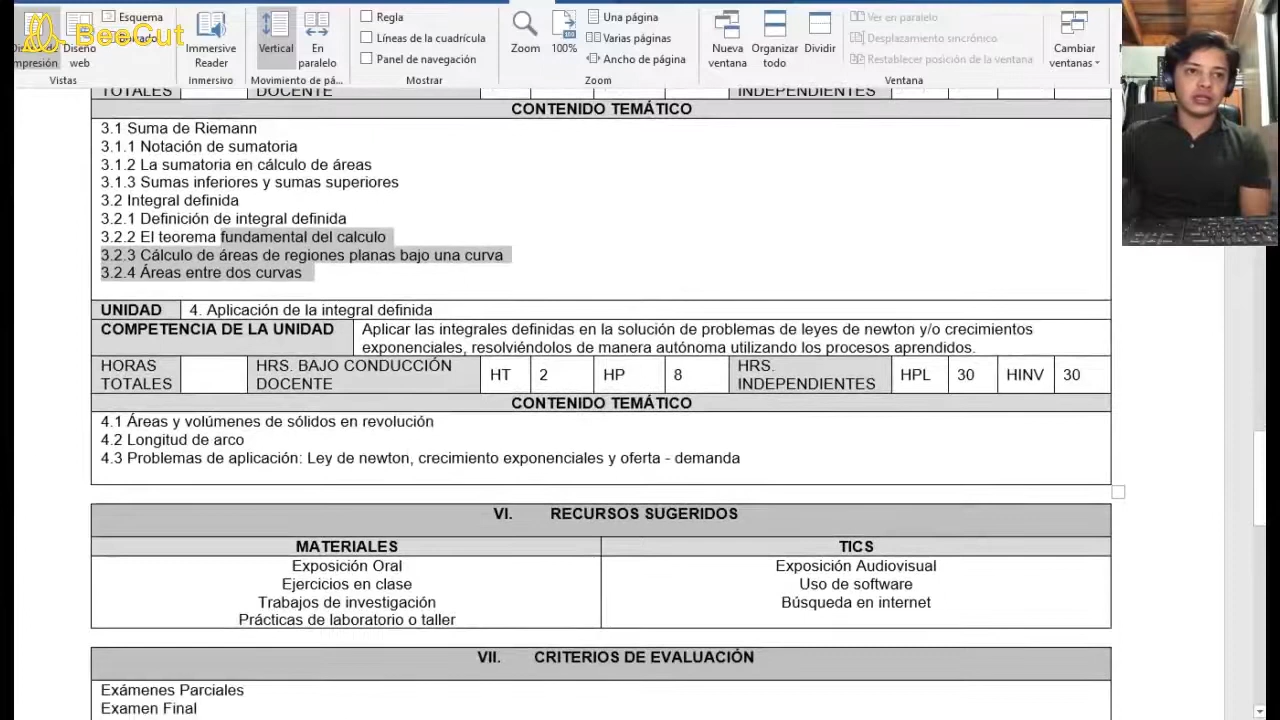 Esquema
BeeCut
Diseño
web
mpresión
Vistas
Immersive
Reader
Inmersivo
Vertical
En
paralelo
Movimiento de pá...
Regla
Líneas de la cuadrícula
Panel de navegación
Mostrar
Zoom
100%
Una página
Varias páginas
Ancho de página
Zoom
Nueva
ventana
Organizar
todo
Dividir
Ver en paralelo
Desplazamiento sincrónico
Restablecer posición de la ventana
Ventana
Cambiar
ventanas
TOTALES DOCENTE INDEPENDIENTES
CONTENIDO TEMÁTICO
3.1 Suma de Riemann
3.1.1 Notación de sumatoria
3.1.2 La sumatoria en cálculo de áreas
3.1.3 Sumas inferiores y sumas superiores
3.2 Integral definida
3.2.1 Definición de integral definida
3.2.2 El teorema fundamental del calculo
3.2.3 Cálculo de áreas de regiones planas bajo una curva
3.2.4 Áreas entre dos curvas
UNIDAD 4. Aplicación de la integral definida
COMPETENCIA DE LA UNIDAD Aplicar las integrales definidas en la solución de problemas de leyes de newton y/o crecimientos
exponenciales, resolviéndolos de manera autónoma utilizando los procesos aprendidos.
HORAS
TOTALES
HRS. BAJO CONDUCCIÓN
DOCENTE
HT 2 HP 8
HRS.
INDEPENDIENTES
HPL 30 HINV 30
CONTENIDO TEMÁTICO
4.1 Áreas y volúmenes de sólidos en revolución
4.2 Longitud de arco
4.3 Problemas de aplicación: Ley de newton, crecimiento exponenciales y oferta - demanda
VI. RECURSOS SUGERIDOS
MATERIALES
Exposición Oral
Ejercicios en clase
Trabajos de investigación
Prácticas de laboratorio o taller
TICS
Exposición Audiovisual
Uso de software
Búsqueda en internet
VII. CRITERIOS DE EVALUACIÓN
Exámenes Parciales
Examen Final